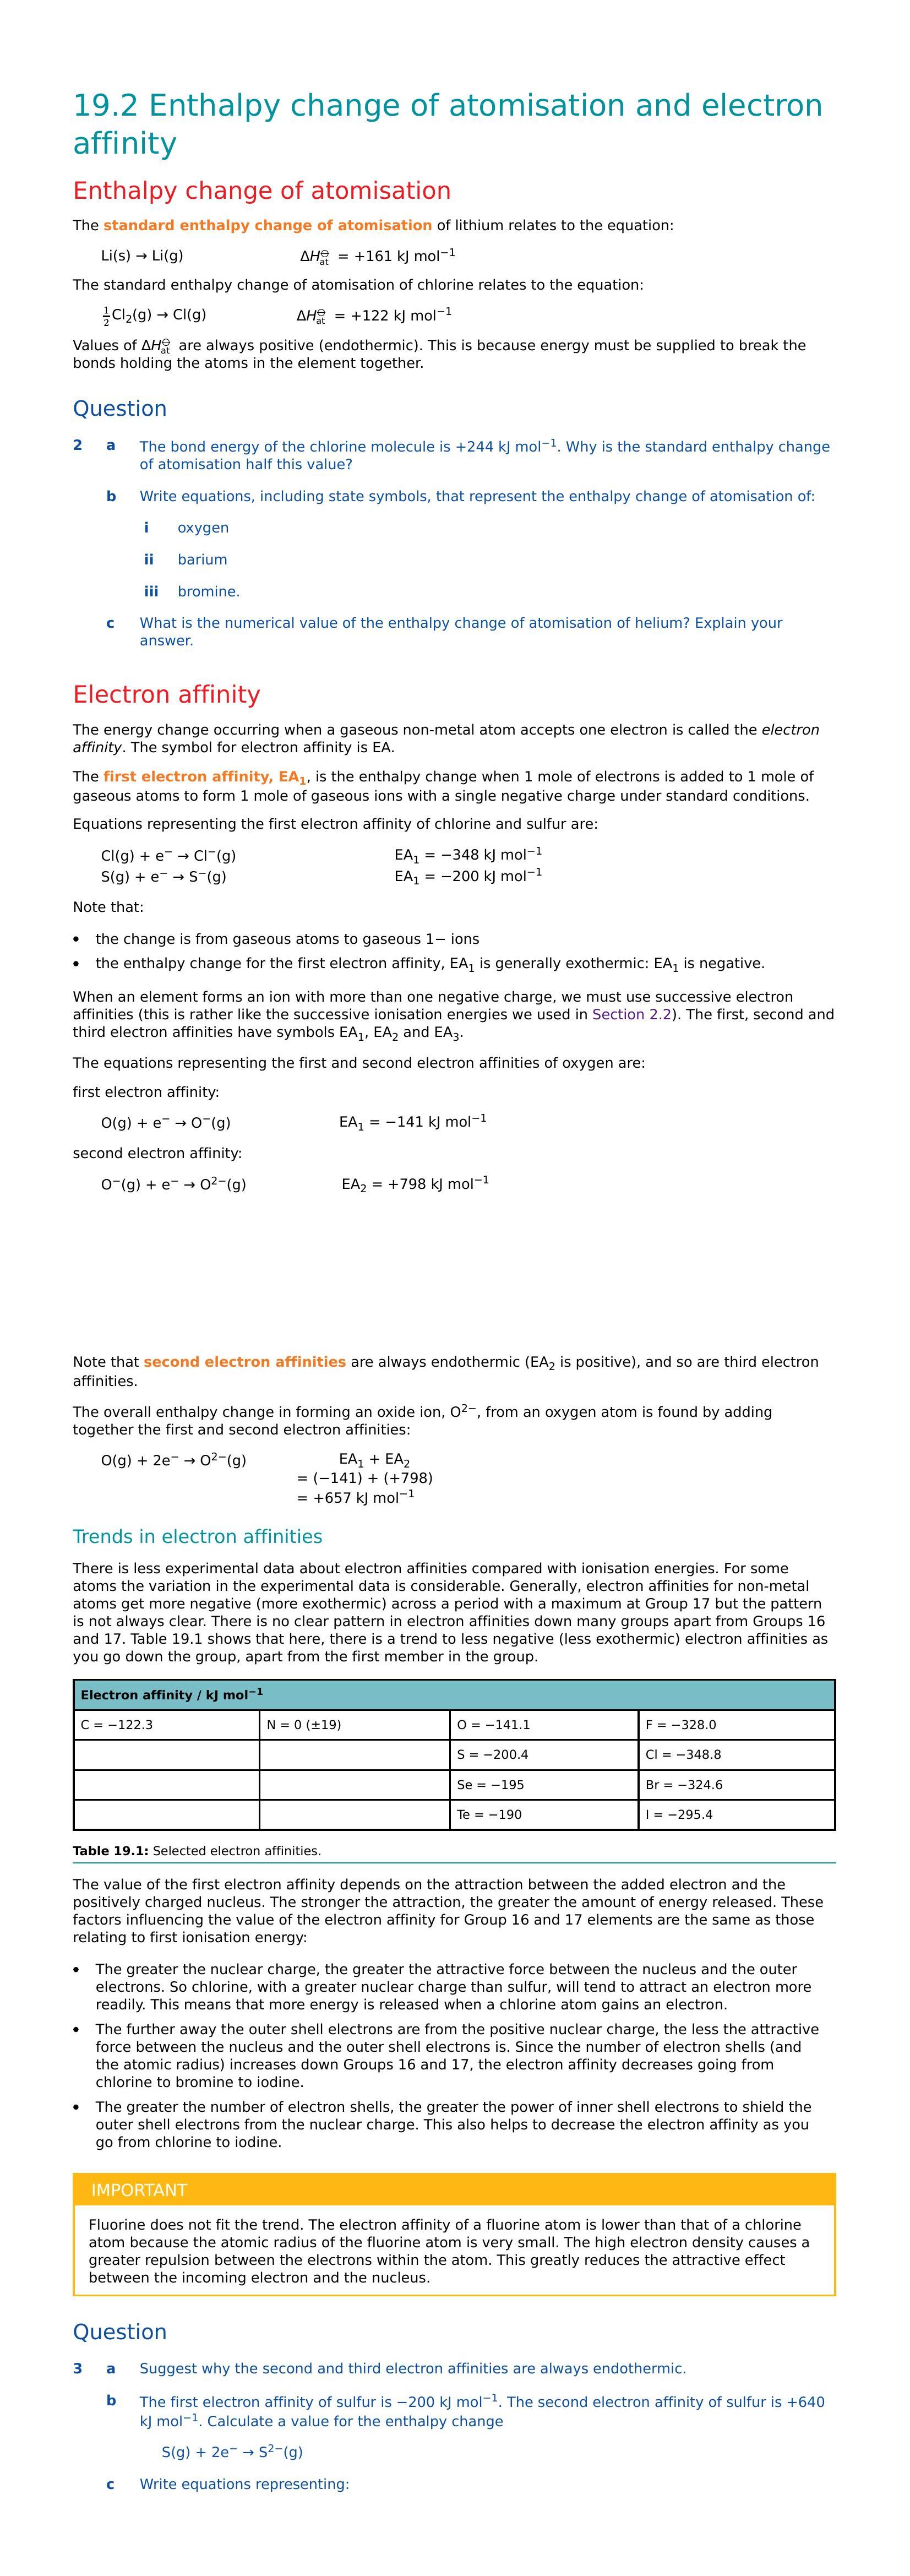 19.2 Enthalpy change of atomisation and electron
affinity
Enthalpy change of atomisation
The standard enthalpy change of atomisation of lithium relates to the equation:
Li(s) → Li(g) ΔH⦵at = +161 kJ mol⁻¹
The standard enthalpy change of atomisation of chlorine relates to the equation:
½Cl₂(g) → Cl(g) ΔH⦵at = +122 kJ mol⁻¹
Values of ΔH⦵at are always positive (endothermic). This is because energy must be supplied to break the
bonds holding the atoms in the element together.
Question
2 a The bond energy of the chlorine molecule is +244 kJ mol⁻¹. Why is the standard enthalpy change
of atomisation half this value?
b Write equations, including state symbols, that represent the enthalpy change of atomisation of:
i oxygen
ii barium
iii bromine.
c What is the numerical value of the enthalpy change of atomisation of helium? Explain your
answer.
Electron affinity
The energy change occurring when a gaseous non-metal atom accepts one electron is called the electron
affinity. The symbol for electron affinity is EA.
The first electron affinity, EA₁, is the enthalpy change when 1 mole of electrons is added to 1 mole of
gaseous atoms to form 1 mole of gaseous ions with a single negative charge under standard conditions.
Equations representing the first electron affinity of chlorine and sulfur are:
Cl(g) + e⁻ → Cl⁻(g) EA₁ = −348 kJ mol⁻¹
S(g) + e⁻ → S⁻(g) EA₁ = −200 kJ mol⁻¹
Note that:
• the change is from gaseous atoms to gaseous 1− ions
• the enthalpy change for the first electron affinity, EA₁ is generally exothermic: EA₁ is negative.
When an element forms an ion with more than one negative charge, we must use successive electron
affinities (this is rather like the successive ionisation energies we used in Section 2.2). The first, second and
third electron affinities have symbols EA₁, EA₂ and EA₃.
The equations representing the first and second electron affinities of oxygen are:
first electron affinity:
O(g) + e⁻ → O⁻(g) EA₁ = −141 kJ mol⁻¹
second electron affinity:
O⁻(g) + e⁻ → O²⁻(g) EA₂ = +798 kJ mol⁻¹
Note that second electron affinities are always endothermic (EA₂ is positive), and so are third electron
affinities.
The overall enthalpy change in forming an oxide ion, O²⁻, from an oxygen atom is found by adding
together the first and second electron affinities:
O(g) + 2e⁻ → O²⁻(g) EA₁ + EA₂
= (−141) + (+798)
= +657 kJ mol⁻¹
Trends in electron affinities
There is less experimental data about electron affinities compared with ionisation energies. For some
atoms the variation in the experimental data is considerable. Generally, electron affinities for non-metal
atoms get more negative (more exothermic) across a period with a maximum at Group 17 but the pattern
is not always clear. There is no clear pattern in electron affinities down many groups apart from Groups 16
and 17. Table 19.1 shows that here, there is a trend to less negative (less exothermic) electron affinities as
you go down the group, apart from the first member in the group.
Electron affinity / kJ mol⁻¹
C = −122.3 N = 0 (±19) O = −141.1 F = −328.0
S = −200.4 Cl = −348.8
Se = −195 Br = −324.6
Te = −190 I = −295.4
Table 19.1: Selected electron affinities.
The value of the first electron affinity depends on the attraction between the added electron and the
positively charged nucleus. The stronger the attraction, the greater the amount of energy released. These
factors influencing the value of the electron affinity for Group 16 and 17 elements are the same as those
relating to first ionisation energy:
• The greater the nuclear charge, the greater the attractive force between the nucleus and the outer
electrons. So chlorine, with a greater nuclear charge than sulfur, will tend to attract an electron more
readily. This means that more energy is released when a chlorine atom gains an electron.
• The further away the outer shell electrons are from the positive nuclear charge, the less the attractive
force between the nucleus and the outer shell electrons is. Since the number of electron shells (and
the atomic radius) increases down Groups 16 and 17, the electron affinity decreases going from
chlorine to bromine to iodine.
• The greater the number of electron shells, the greater the power of inner shell electrons to shield the
outer shell electrons from the nuclear charge. This also helps to decrease the electron affinity as you
go from chlorine to iodine.
IMPORTANT
Fluorine does not fit the trend. The electron affinity of a fluorine atom is lower than that of a chlorine
atom because the atomic radius of the fluorine atom is very small. The high electron density causes a
greater repulsion between the electrons within the atom. This greatly reduces the attractive effect
between the incoming electron and the nucleus.
Question
3 a Suggest why the second and third electron affinities are always endothermic.
b The first electron affinity of sulfur is −200 kJ mol⁻¹. The second electron affinity of sulfur is +640
kJ mol⁻¹. Calculate a value for the enthalpy change
S(g) + 2e⁻ → S²⁻(g)
c Write equations representing: